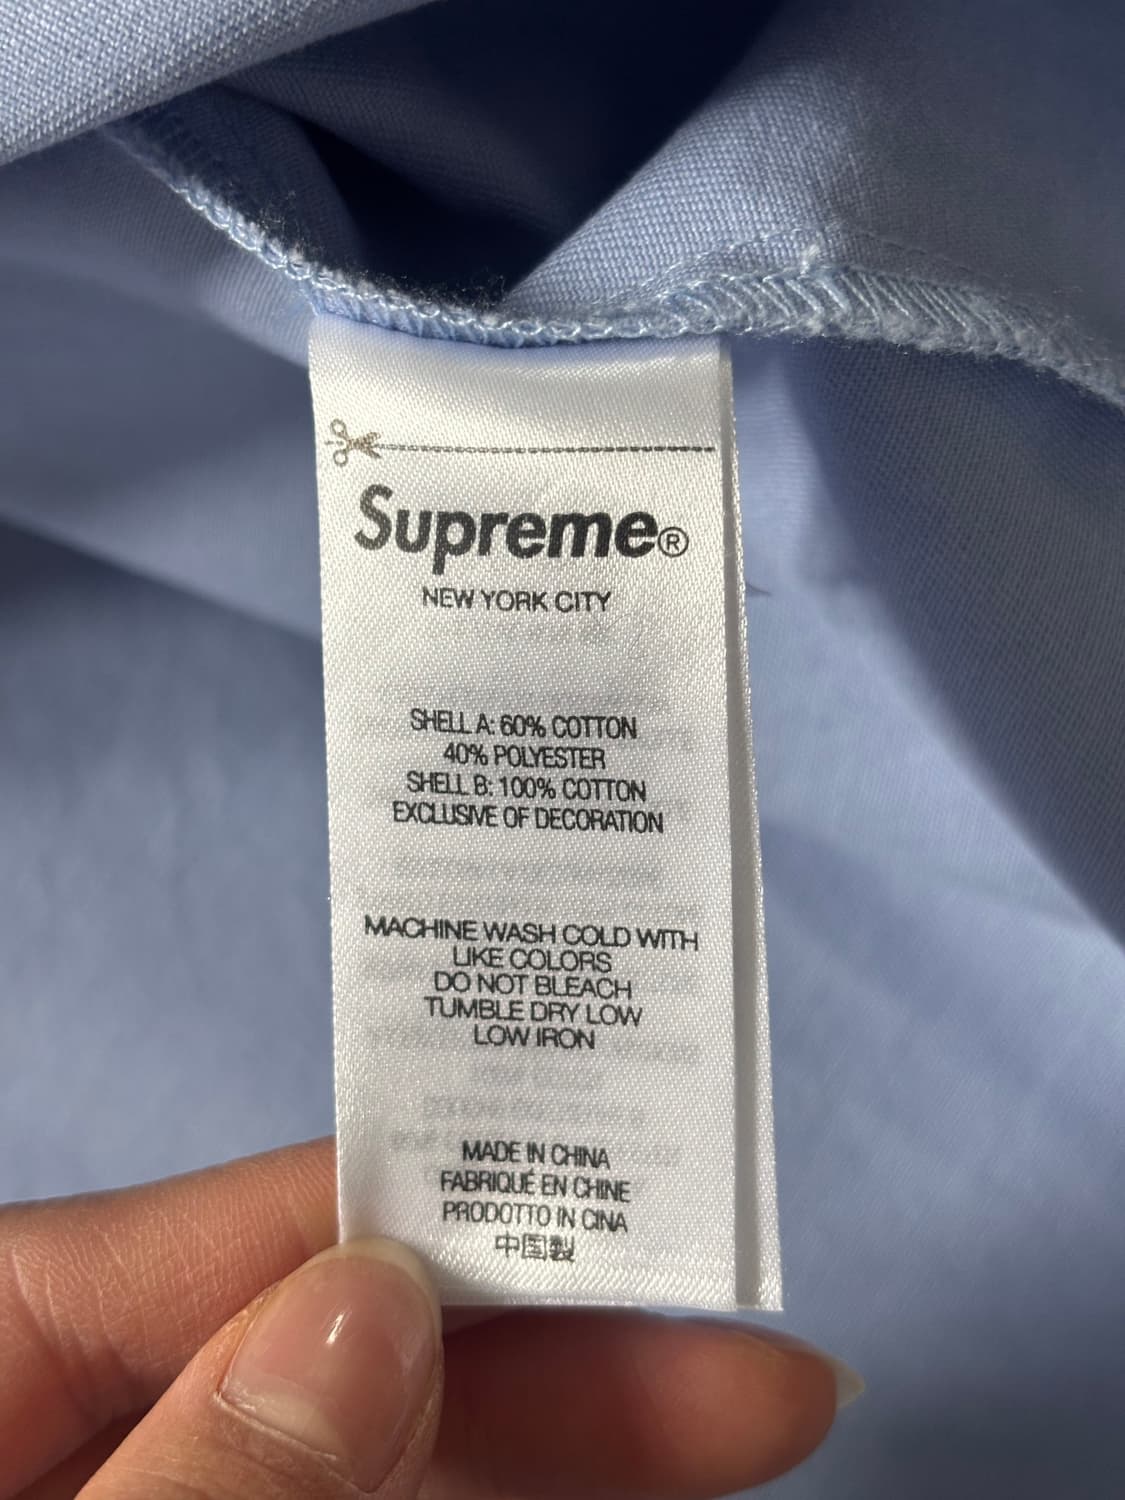 Supreme®
NEW YORK CITY
SHELL A: 60% COTTON
40% POLYESTER
SHELL B: 100% COTTON
EXCLUSIVE OF DECORATION
MACHINE WASH COLD WITH
LIKE COLORS
DO NOT BLEACH
TUMBLE DRY LOW
LOW IRON
MADE IN CHINA
FABRIQUÉ EN CHINE
PRODOTTO IN CINA
中国製